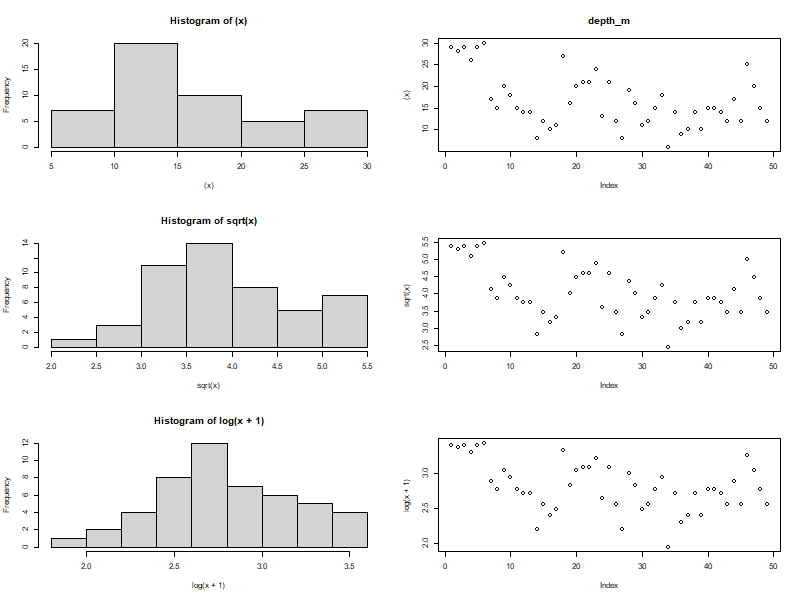 Histogram of (x)
Frequency
0 5 10 15 20
5 10 15 20 25 30
(x)
depth_m
(x)
10 15 20 25 30
0 10 20 30 40 50
Index
Histogram of sqrt(x)
Frequency
0 2 4 6 8 10 14
2.0 2.5 3.0 3.5 4.0 4.5 5.0 5.5
sqrt(x)
sqrt(x)
2.5 3.0 3.5 4.0 4.5 5.0 5.5
0 10 20 30 40 50
Index
Histogram of log(x + 1)
Frequency
0 2 4 6 8 10 12
2.0 2.5 3.0 3.5
log(x + 1)
log(x + 1)
2.0 2.5 3.0
0 10 20 30 40 50
Index